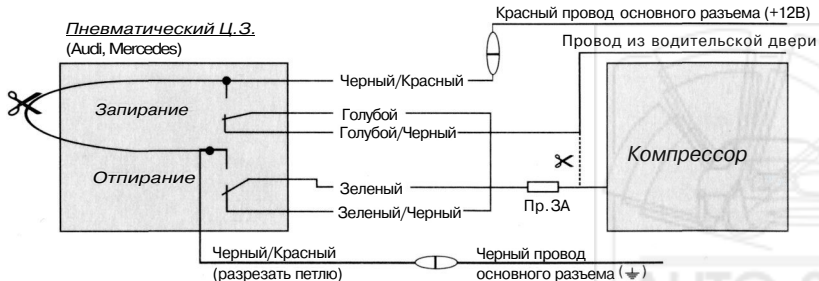 Красный провод основного разъема (+12В)
Пневматический Ц.З.
(Audi, Mercedes)
Провод из водительской двери
Черный/Красный
Запирание
Голубой
Голубой/Черный
Компрессор
Отпирание
Зеленый
Пр.3А
Зеленый/Черный
Черный/Красный
(разрезать петлю)
Черный провод
основного разъема (⏚)